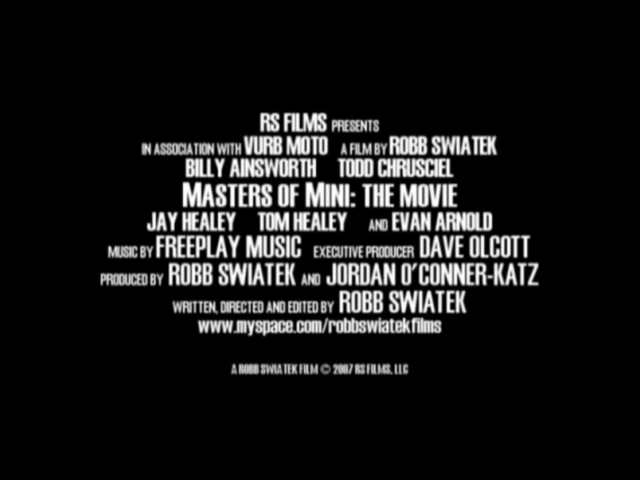 RS FILMS PRESENTS
IN ASSOCIATION WITH VURB MOTO A FILM BY ROBB SWIATEK
BILLY AINSWORTH TODD CHRUSCIEL
MASTERS OF MINI: THE MOVIE
JAY HEALEY TOM HEALEY AND EVAN ARNOLD
MUSIC BY FREEPLAY MUSIC EXECUTIVE PRODUCER DAVE OLCOTT
PRODUCED BY ROBB SWIATEK AND JORDAN O'CONNER-KATZ
WRITTEN, DIRECTED AND EDITED BY ROBB SWIATEK
www.myspace.com/robbswiatekfilms
A ROBB SWIATEK FILM © 2007 RS FILMS, LLC